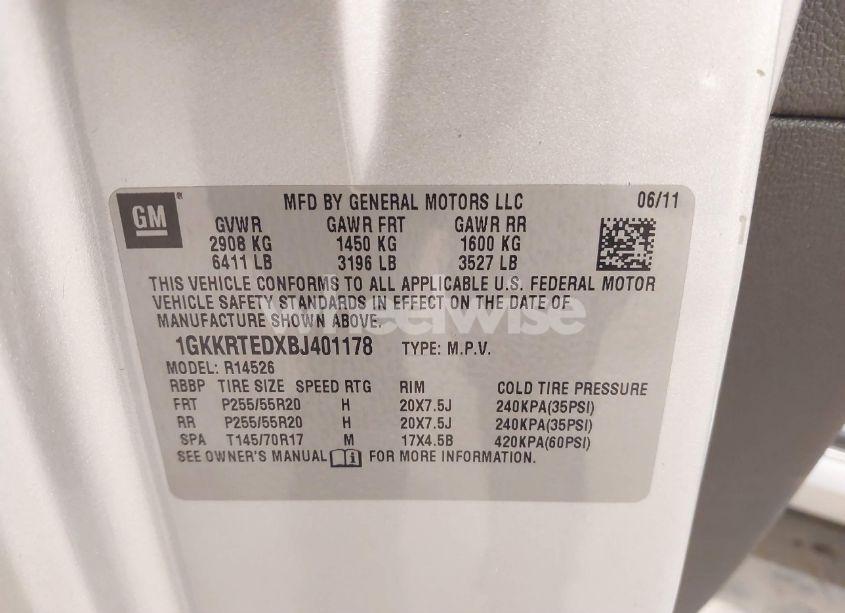 GM
MFD BY GENERAL MOTORS LLC 06/11
GVWR GAWR FRT GAWR RR
2908 KG 1450 KG 1600 KG
6411 LB 3196 LB 3527 LB
THIS VEHICLE CONFORMS TO ALL APPLICABLE U.S. FEDERAL MOTOR
VEHICLE SAFETY STANDARDS IN EFFECT ON THE DATE OF
MANUFACTURE SHOWN ABOVE.
wheelwise
1GKKRTEDXBJ401178 TYPE: M.P.V.
MODEL: R14526
RBBP TIRE SIZE SPEED RTG RIM COLD TIRE PRESSURE
FRT P255/55R20 H 20X7.5J 240KPA(35PSI)
RR P255/55R20 H 20X7.5J 240KPA(35PSI)
SPA T145/70R17 M 17X4.5B 420KPA(60PSI)
SEE OWNER'S MANUAL FOR MORE INFORMATION.